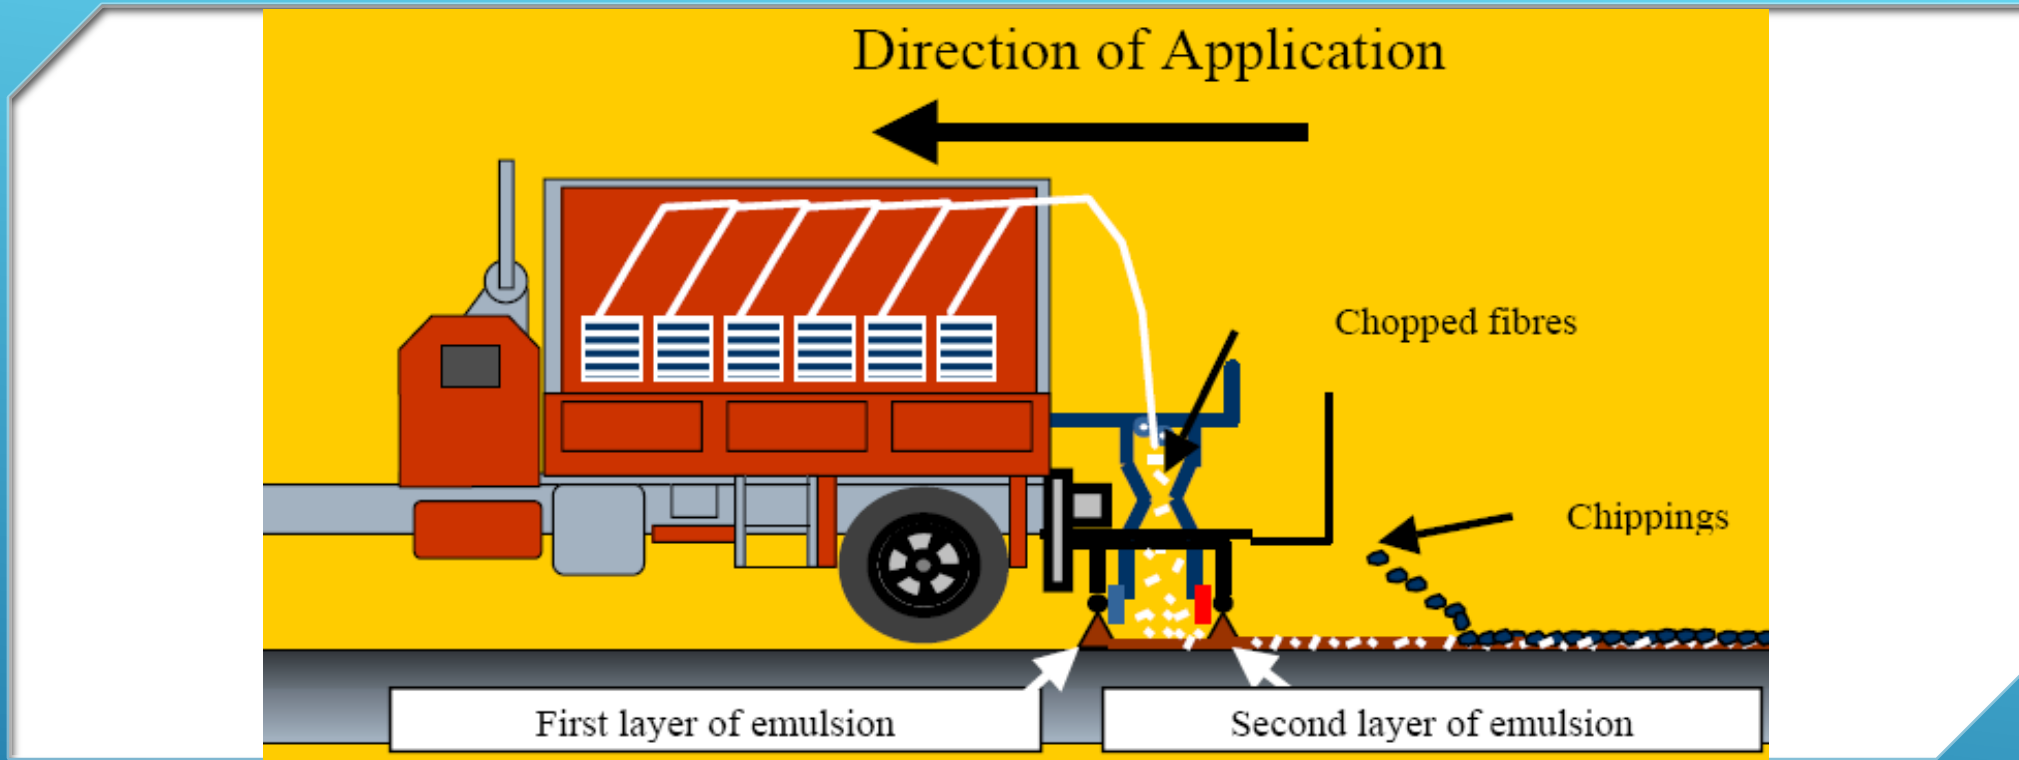 Direction of Application
Chopped fibres
Chippings
First layer of emulsion
Second layer of emulsion